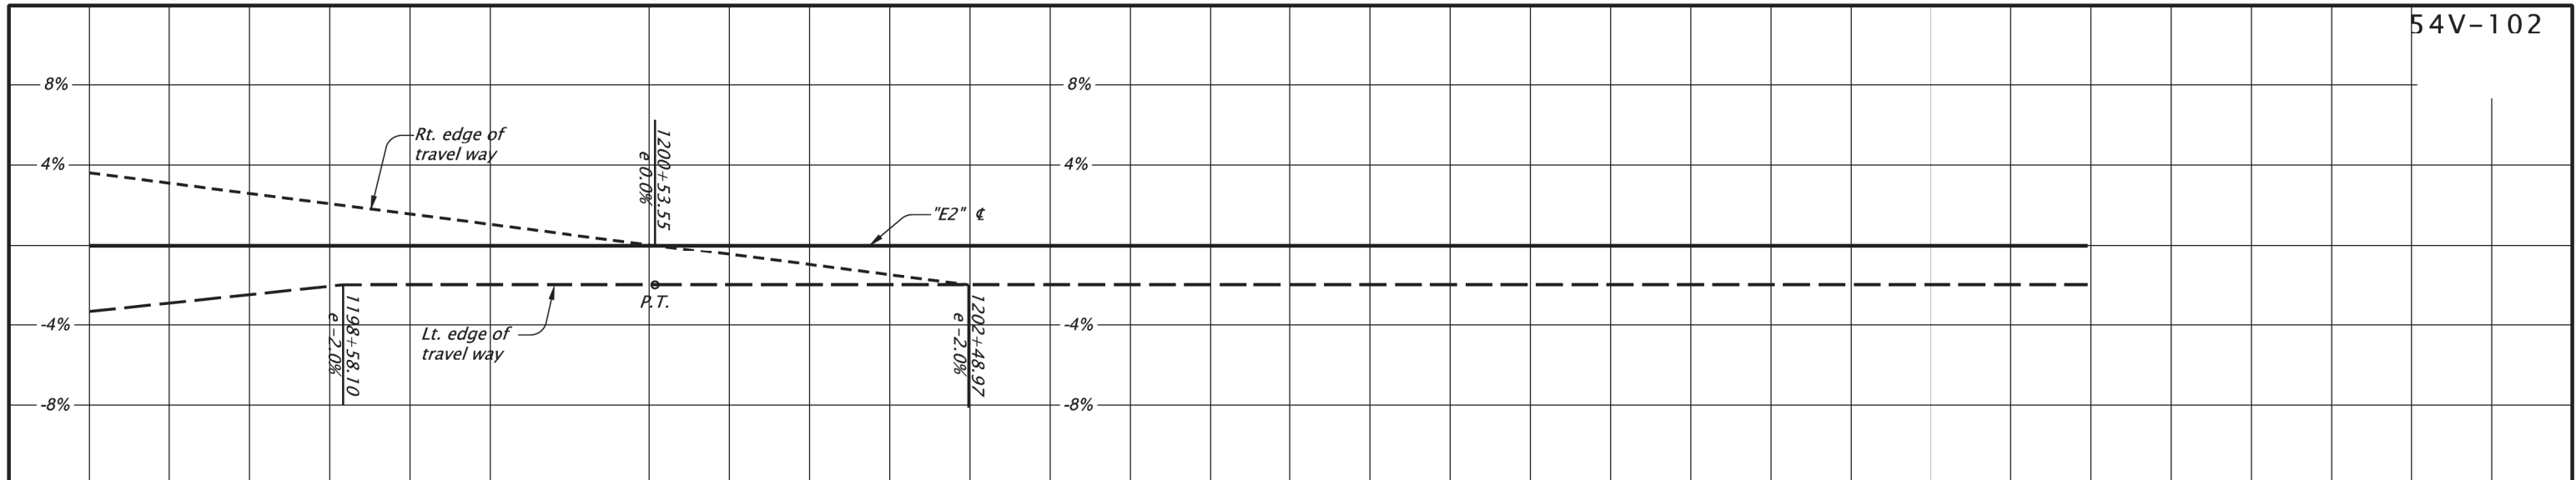 54V-102
8%
8%
Rt. edge of
travel way
4%
4%
1200+53.55
e 0.0%
"E2" ℄
P.T.
-4%
-4%
Lt. edge of
travel way
1198+58.10
e -2.0%
1202+48.97
e -2.0%
-8%
-8%